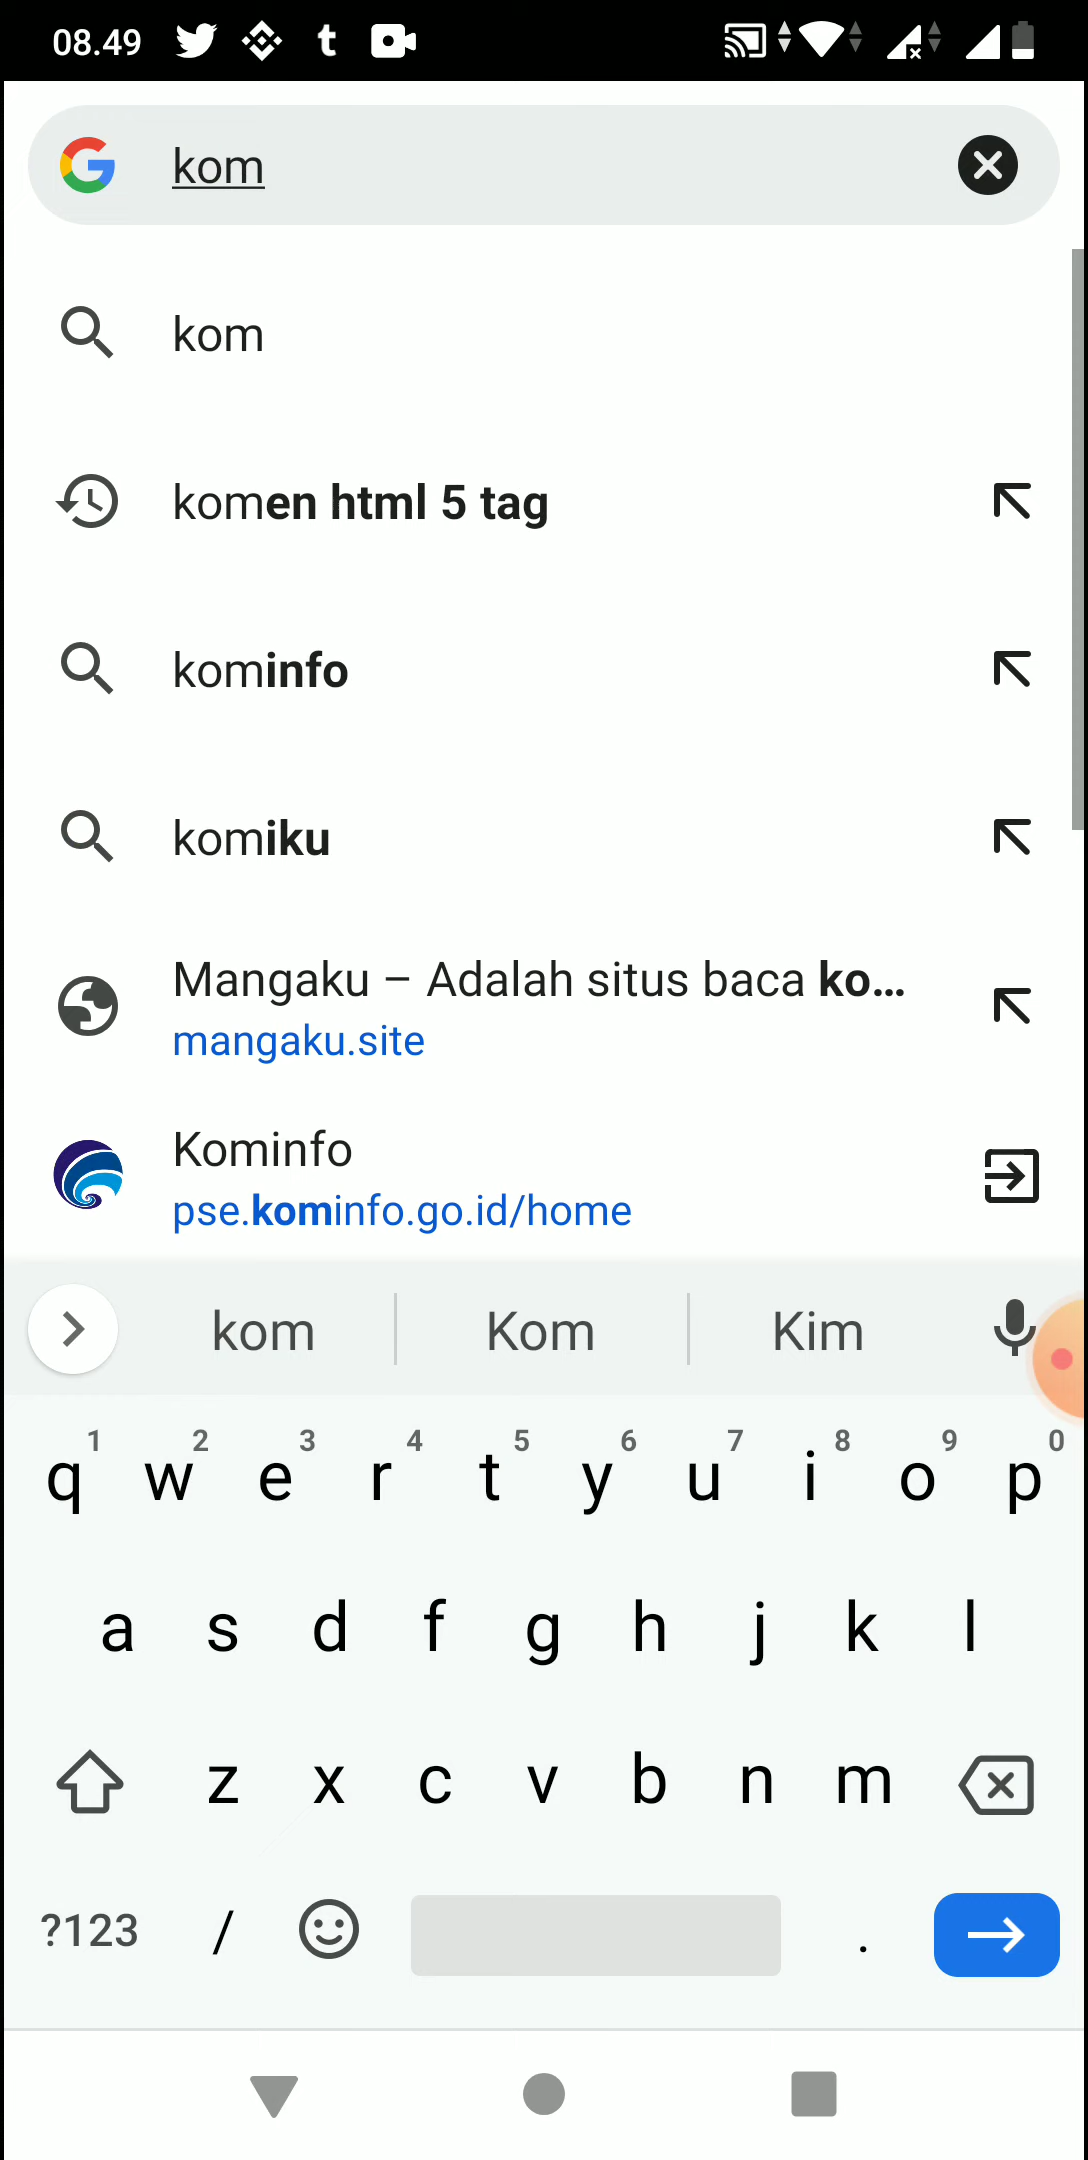 08.49
kom
kom
komen html 5 tag
kominfo
komiku
Mangaku – Adalah situs baca ko...
mangaku.site
Kominfo
pse.kominfo.go.id/home
kom Kom Kim
1 2 3 4 5 6 7 8 9 0
q w e r t y u i o p
a s d f g h j k l
z x c v b n m
?123 / .